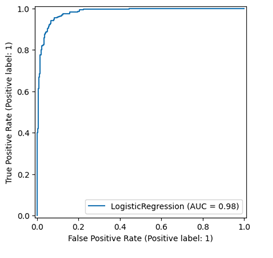 1.0
0.8
0.6
0.4
0.2
0.0
True Positive Rate (Positive label: 1)
LogisticRegression (AUC = 0.98)
0.0 0.2 0.4 0.6 0.8 1.0
False Positive Rate (Positive label: 1)